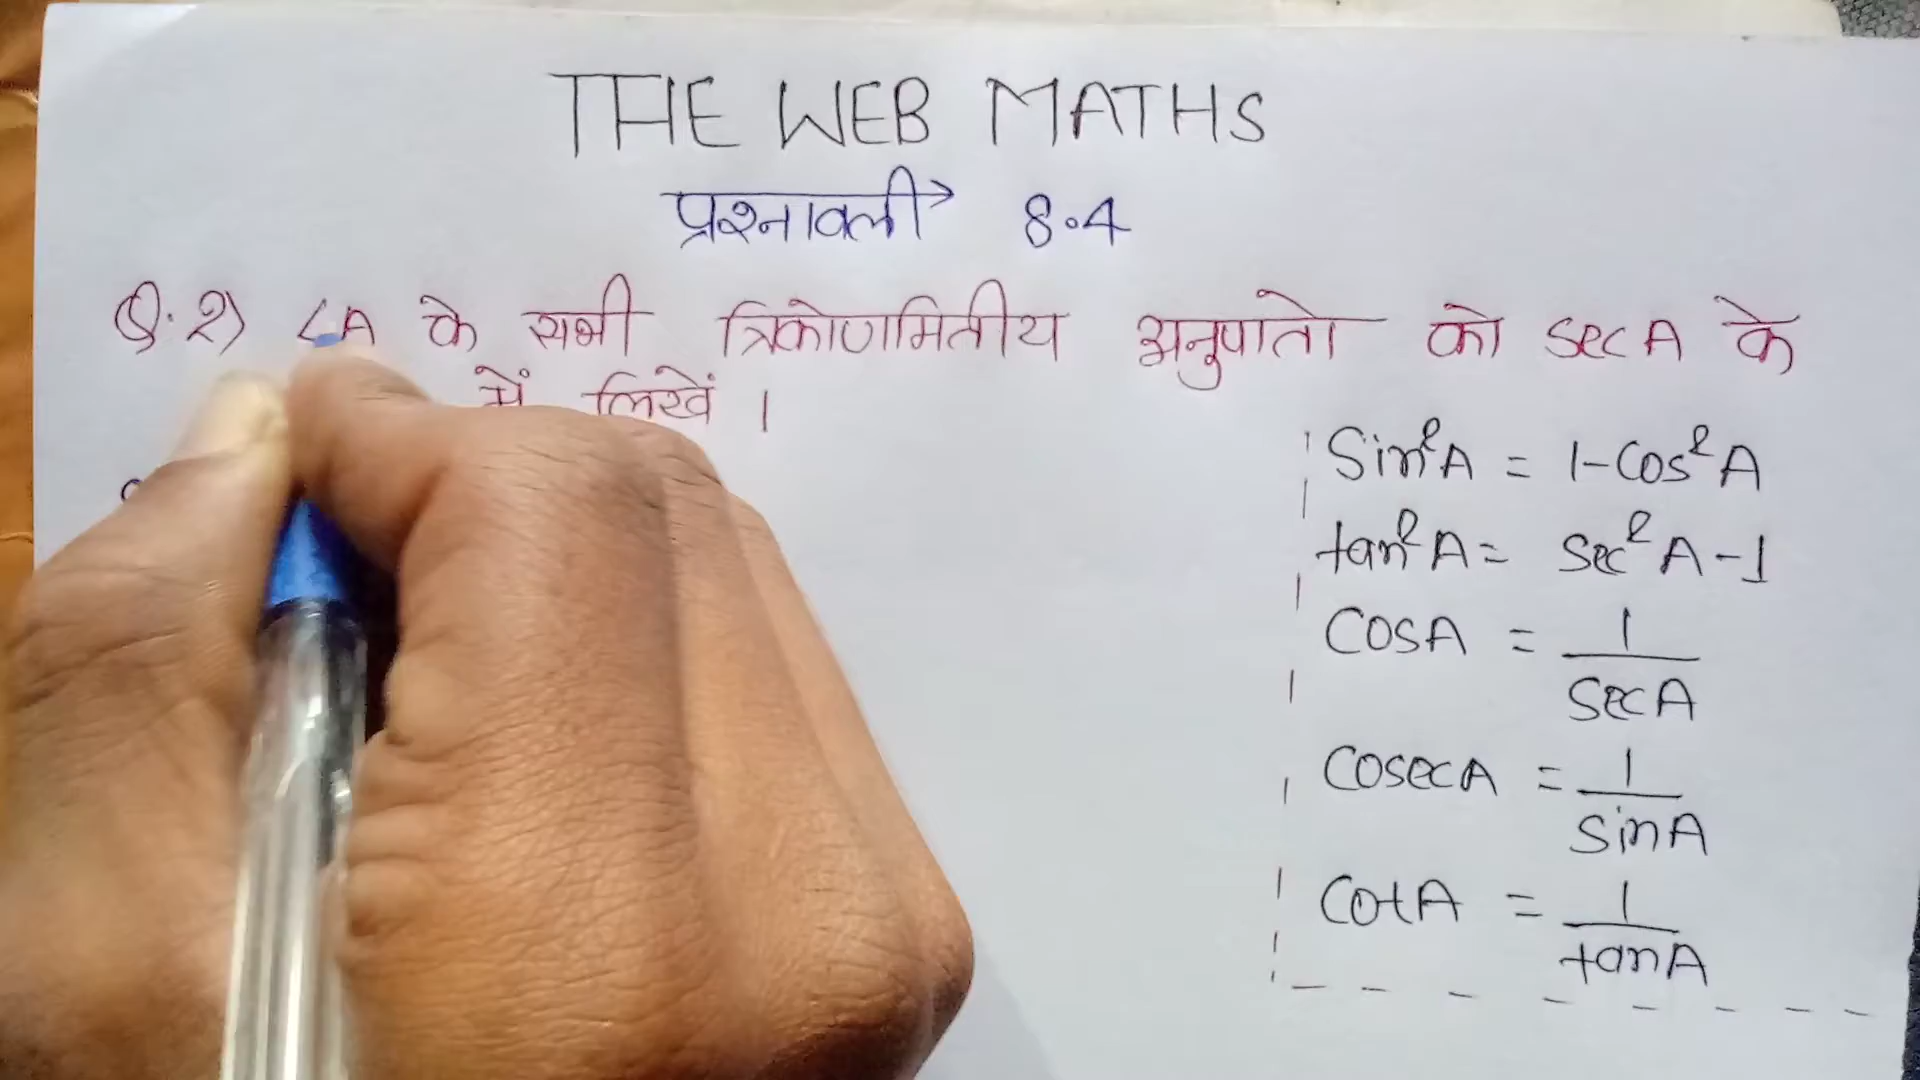 THE WEB MATHS
प्रश्नावली → 8.4
Q.2) ∠A के सभी त्रिकोणमितीय अनुपातो को sec A के
में लिखें ।
Sin²A = 1-Cos²A
tan²A = Sec²A-1
COSA = 1/SecA
COSECA = 1/SinA
CotA = 1/tanA